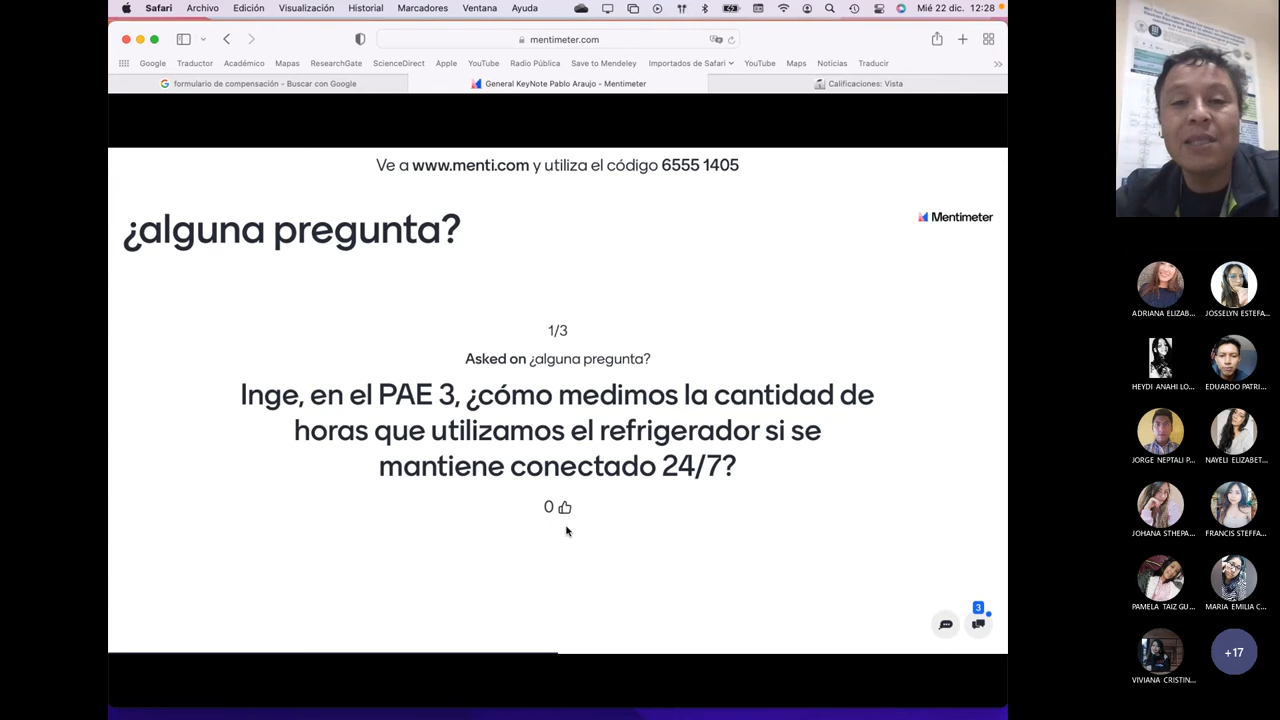 Safari Archivo Edición Visualización Historial Marcadores Ventana Ayuda Mié 22 dic. 12:28
mentimeter.com
Google Traductor Académico Mapas ResearchGate ScienceDirect Apple YouTube Radio Pública Save to Mendeley Importados de Safari YouTube Maps Noticias Traducir
formulario de compensación - Buscar con Google
General KeyNote Pablo Araujo - Mentimeter
Calificaciones: Vista
Ve a www.menti.com y utiliza el código 6555 1405
¿alguna pregunta?
Mentimeter
1/3
Asked on ¿alguna pregunta?
Inge, en el PAE 3, ¿cómo medimos la cantidad de
horas que utilizamos el refrigerador si se
mantiene conectado 24/7?
0
3
ADRIANA ELIZAB...
JOSSELYN ESTEFA...
HEYDI ANAHI LO...
EDUARDO PATRI...
JORGE NEPTALI P...
NAYELI ELIZABET...
JOHANA STHEPA...
FRANCIS STEFFA...
PAMELA TAIZ GU...
MARIA EMILIA C...
VIVIANA CRISTIN...
+17